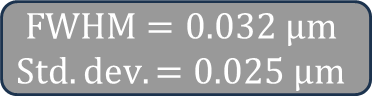 FWHM = 0.032 μm
Std. dev. = 0.025 μm